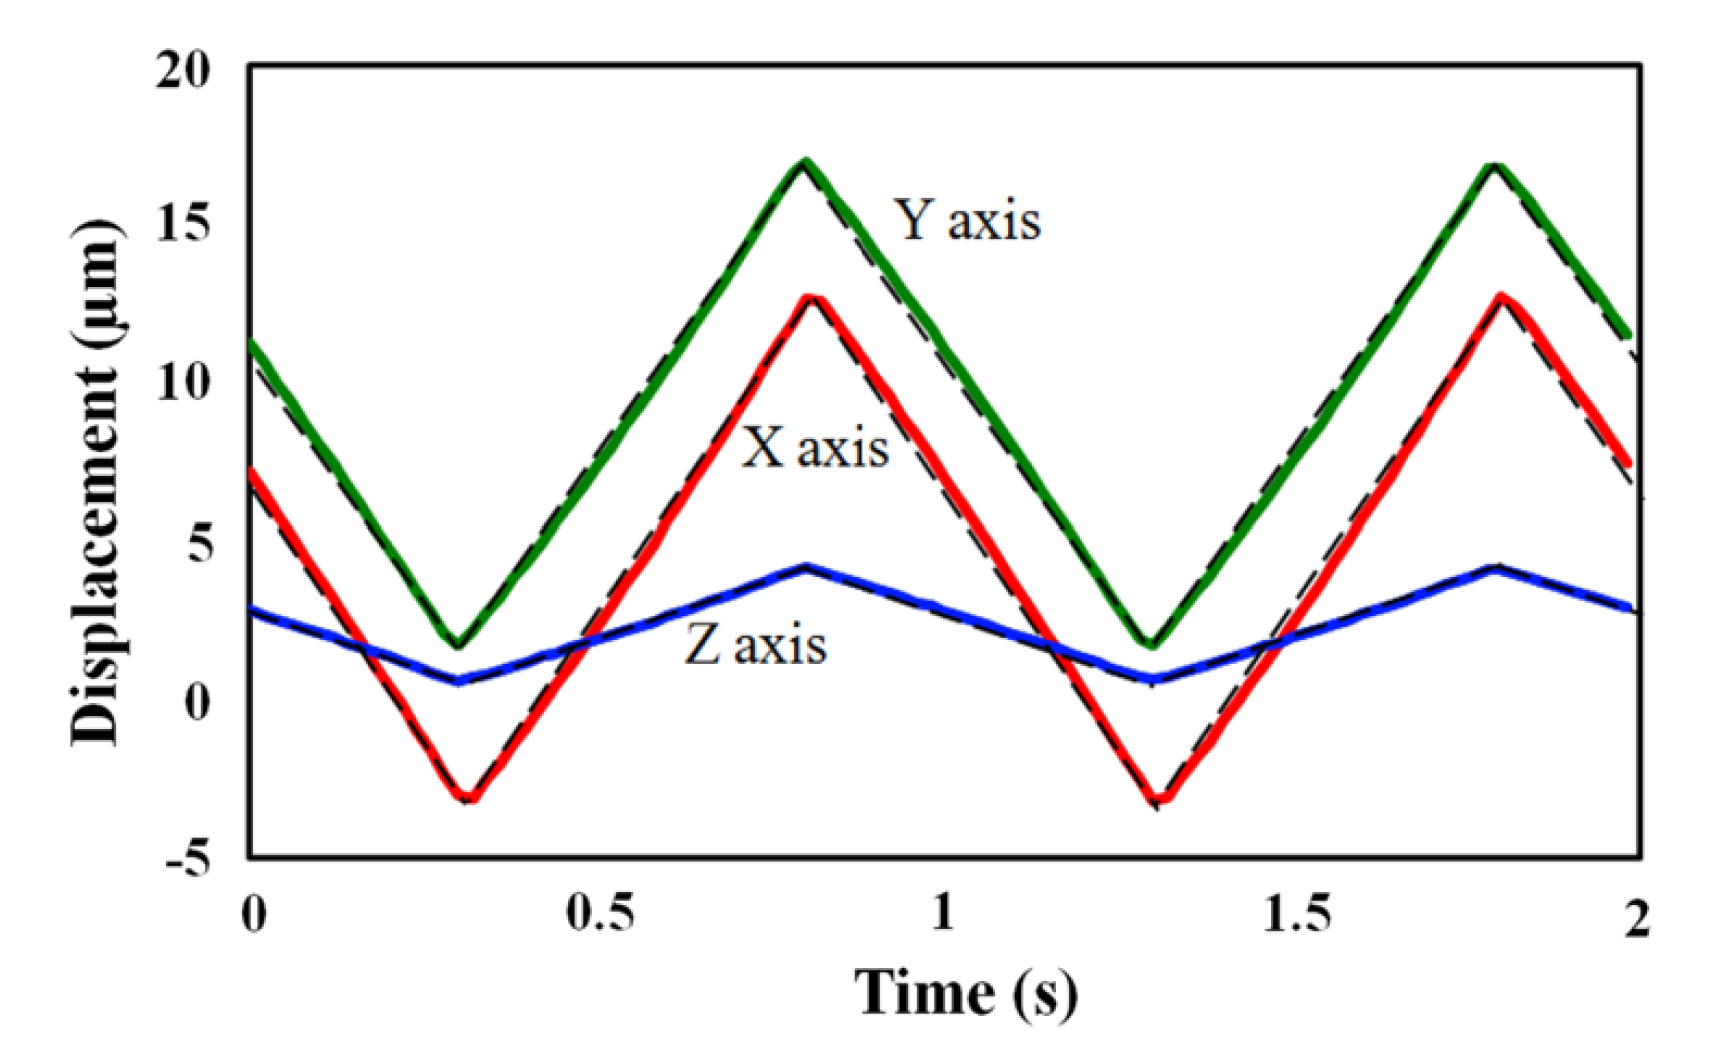 20
15
10
5
0
-5
Displacement (μm)
Y axis
X axis
Z axis
0 0.5 1 1.5 2
Time (s)